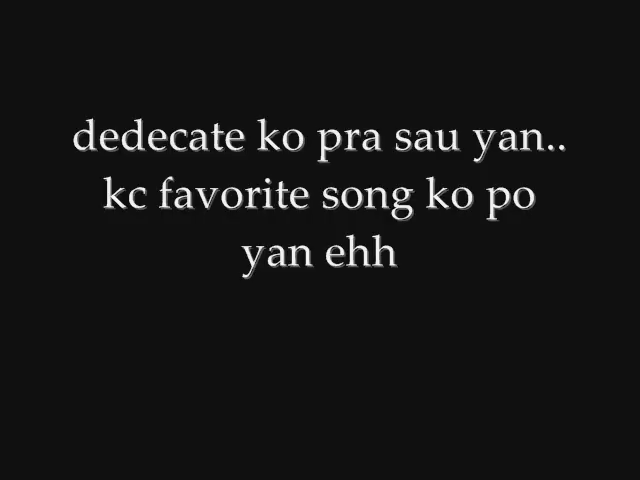 dedecate ko pra sau yan..
kc favorite song ko po
yan ehh